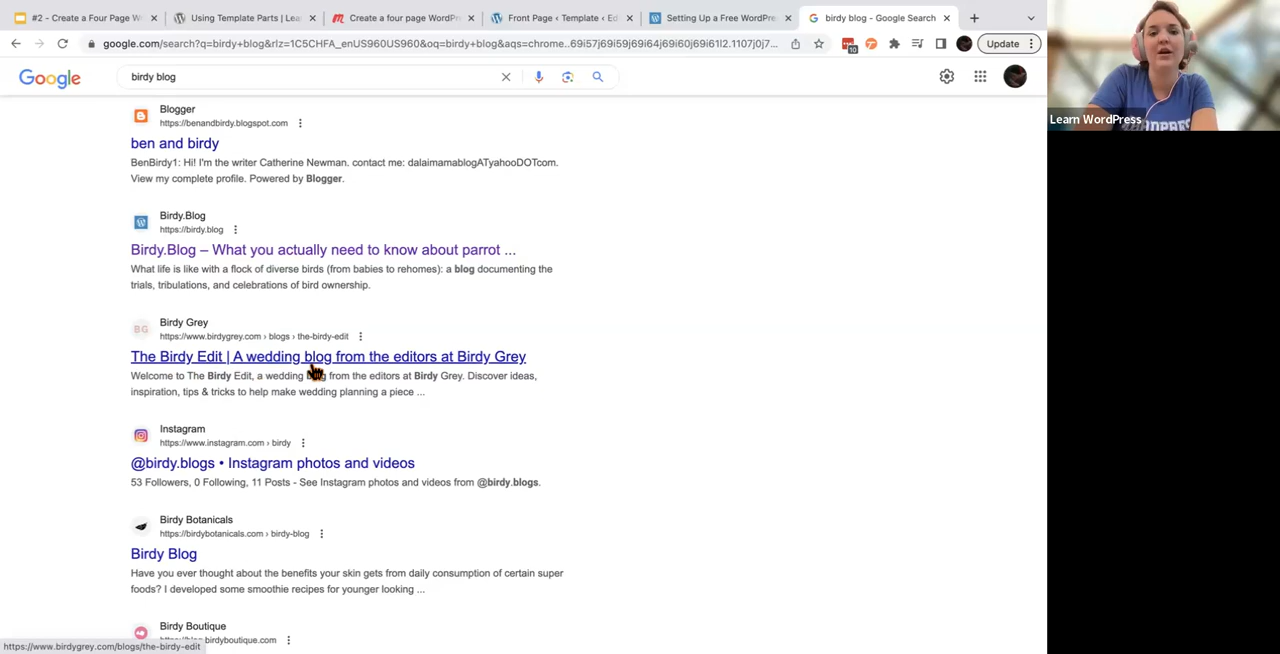 #2 - Create a Four Page W
Using Template Parts | Lea
Create a four page WordPr
Front Page ‹ Template ‹ Ed
Setting Up a Free WordPre
birdy blog - Google Search
google.com/search?q=birdy+blog&rlz=1C5CHFA_enUS960US960&oq=birdy+blog&aqs=chrome..69i57j69i59j69i64j69i60j69i61l2.1107j0j7...
10
Update
Google
birdy blog
Learn WordPress
Blogger
https://benandbirdy.blogspot.com
ben and birdy
BenBirdy1: Hi! I'm the writer Catherine Newman. contact me: dalaimamablogATyahooDOTcom.
View my complete profile. Powered by Blogger.
Birdy.Blog
https://birdy.blog
Birdy.Blog – What you actually need to know about parrot ...
What life is like with a flock of diverse birds (from babies to rehomes): a blog documenting the
trials, tribulations, and celebrations of bird ownership.
BG
Birdy Grey
https://www.birdygrey.com › blogs › the-birdy-edit
The Birdy Edit | A wedding blog from the editors at Birdy Grey
Welcome to The Birdy Edit, a wedding blog from the editors at Birdy Grey. Discover ideas,
inspiration, tips & tricks to help make wedding planning a piece ...
Instagram
https://www.instagram.com › birdy
@birdy.blogs • Instagram photos and videos
53 Followers, 0 Following, 11 Posts - See Instagram photos and videos from @birdy.blogs.
Birdy Botanicals
https://birdybotanicals.com › birdy-blog
Birdy Blog
Have you ever thought about the benefits your skin gets from daily consumption of certain super
foods? I developed some smoothie recipes for younger looking ...
Birdy Boutique
https://blog.birdyboutique.com
https://www.birdygrey.com/blogs/the-birdy-edit